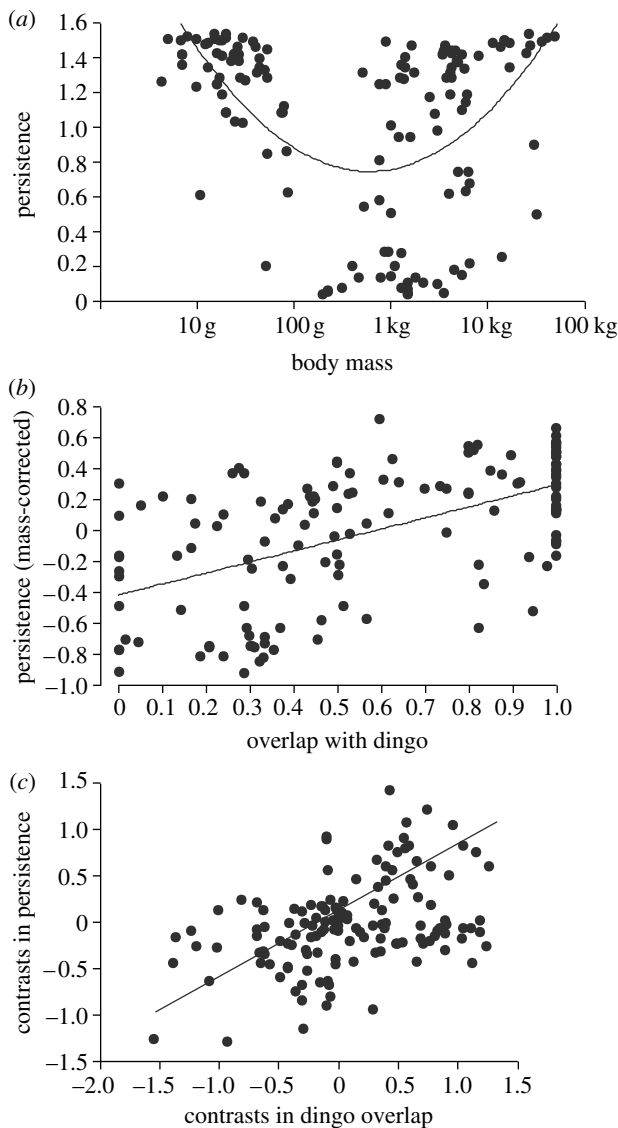 (a)
1.6
1.4
1.2
1.0
0.8
0.6
0.4
0.2
0
persistence
10 g 100 g 1 kg 10 kg 100 kg
body mass
(b)
0.8
0.6
0.4
0.2
0
−0.2
−0.4
−0.6
−0.8
−1.0
persistence (mass-corrected)
0 0.1 0.2 0.3 0.4 0.5 0.6 0.7 0.8 0.9 1.0
overlap with dingo
(c)
1.5
1.0
0.5
0
−0.5
−1.0
−1.5
contrasts in persistence
−2.0 −1.5 −1.0 −0.5 0 0.5 1.0 1.5
contrasts in dingo overlap